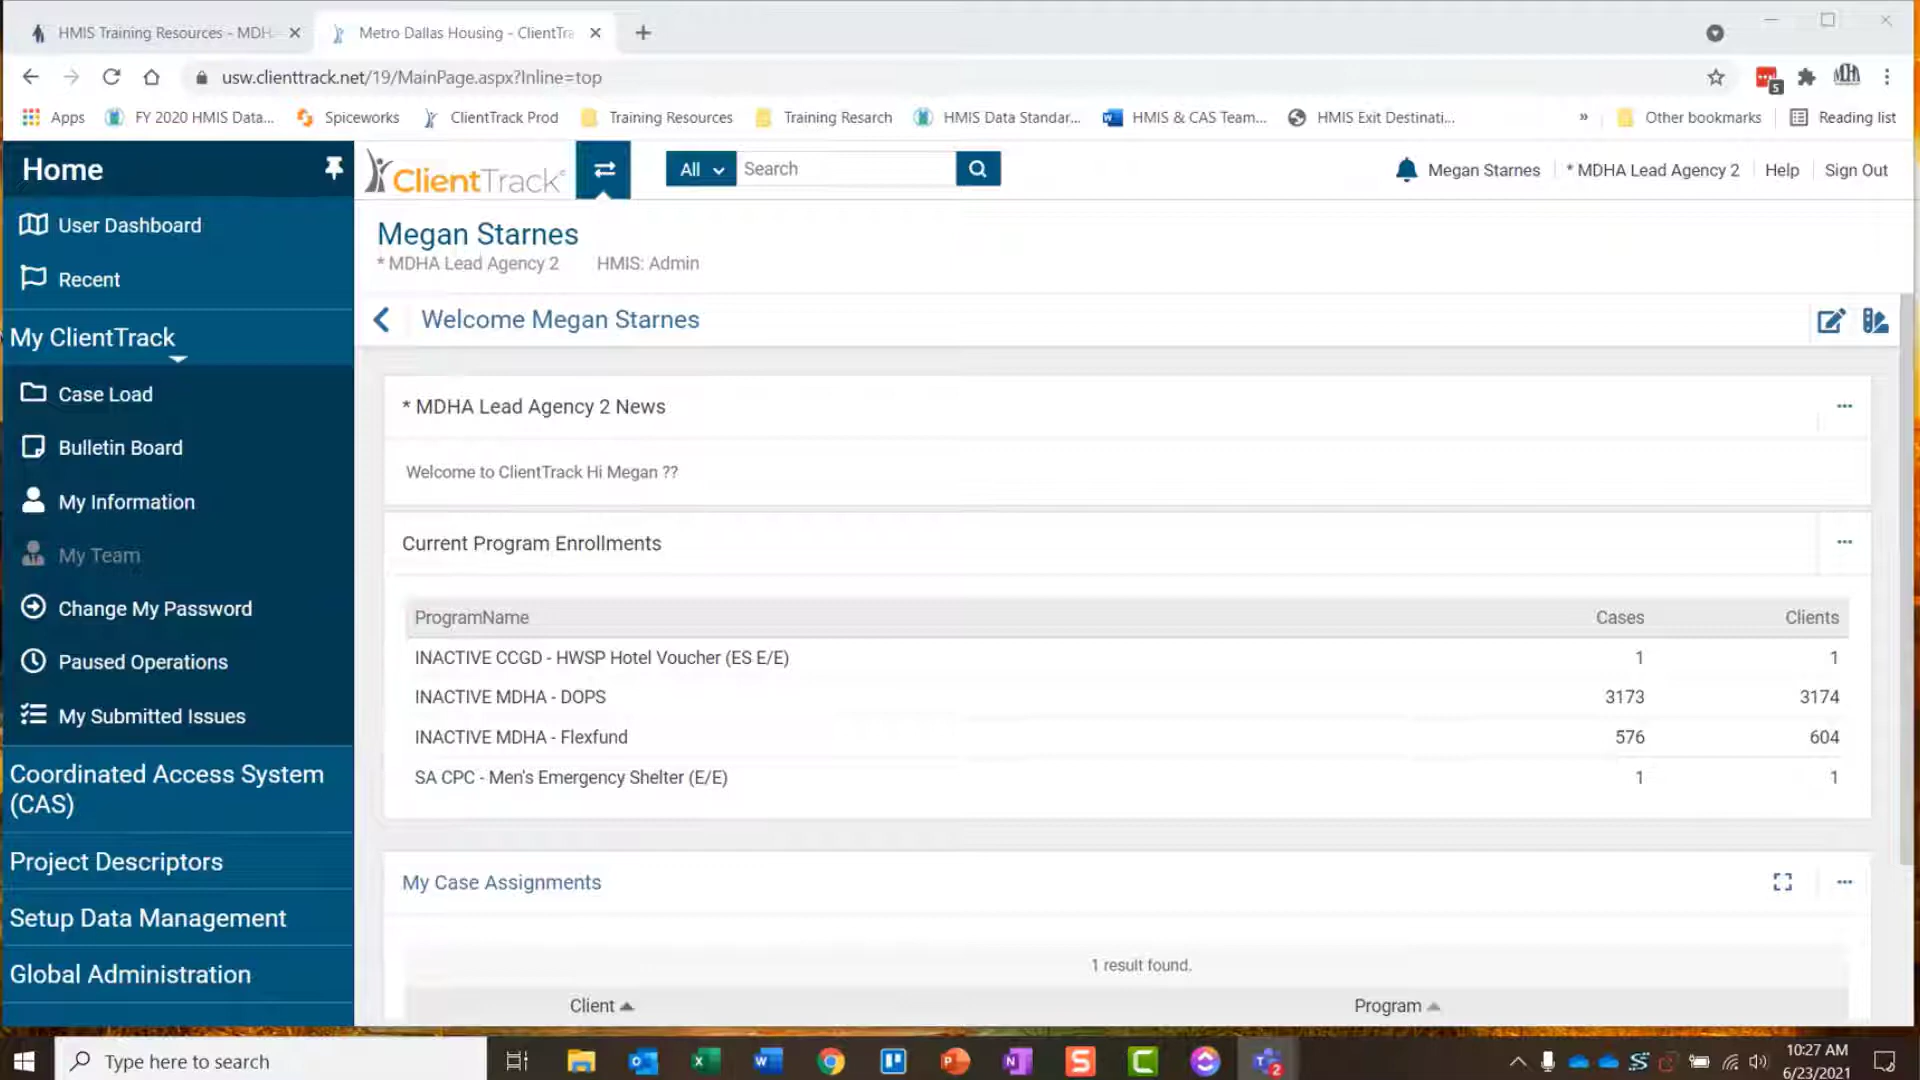 HMIS Training Resources - MDH
Metro Dallas Housing - ClientTra
usw.clienttrack.net/19/MainPage.aspx?Inline=top
5
MDHA
Apps
FY 2020 HMIS Data...
Spiceworks
ClientTrack Prod
Training Resources
Training Resarch
HMIS Data Standar...
HMIS & CAS Team...
HMIS Exit Destinati...
»
Other bookmarks
Reading list
Home
ClientTrack
All
Search
Megan Starnes
* MDHA Lead Agency 2
Help
Sign Out
User Dashboard
Recent
My ClientTrack
Case Load
Bulletin Board
My Information
My Team
Change My Password
Paused Operations
My Submitted Issues
Coordinated Access System
(CAS)
Project Descriptors
Setup Data Management
Global Administration
Megan Starnes
* MDHA Lead Agency 2 HMIS: Admin
Welcome Megan Starnes
* MDHA Lead Agency 2 News
Welcome to ClientTrack Hi Megan ??
Current Program Enrollments
ProgramName Cases Clients
INACTIVE CCGD - HWSP Hotel Voucher (ES E/E) 1 1
INACTIVE MDHA - DOPS 3173 3174
INACTIVE MDHA - Flexfund 576 604
SA CPC - Men's Emergency Shelter (E/E) 1 1
My Case Assignments
1 result found.
Client Program
Type here to search
2
10:27 AM
6/23/2021